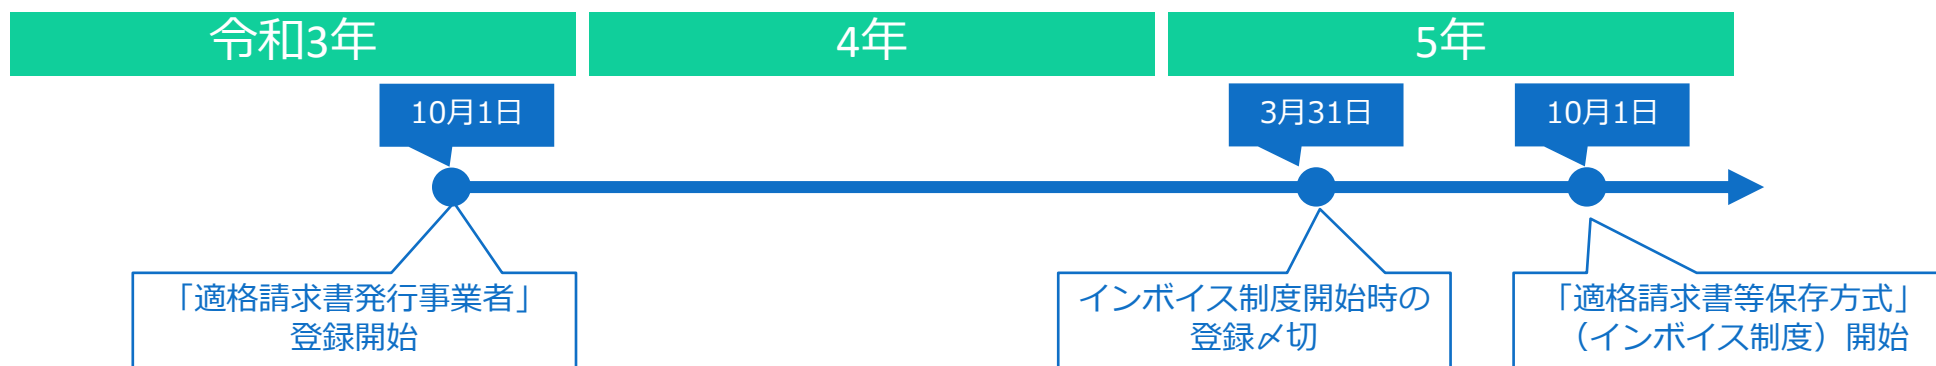 令和3年
4年
5年
10月1日
3月31日
10月1日
「適格請求書発行事業者」
登録開始
インボイス制度開始時の
登録〆切
「適格請求書等保存方式」
（インボイス制度）開始